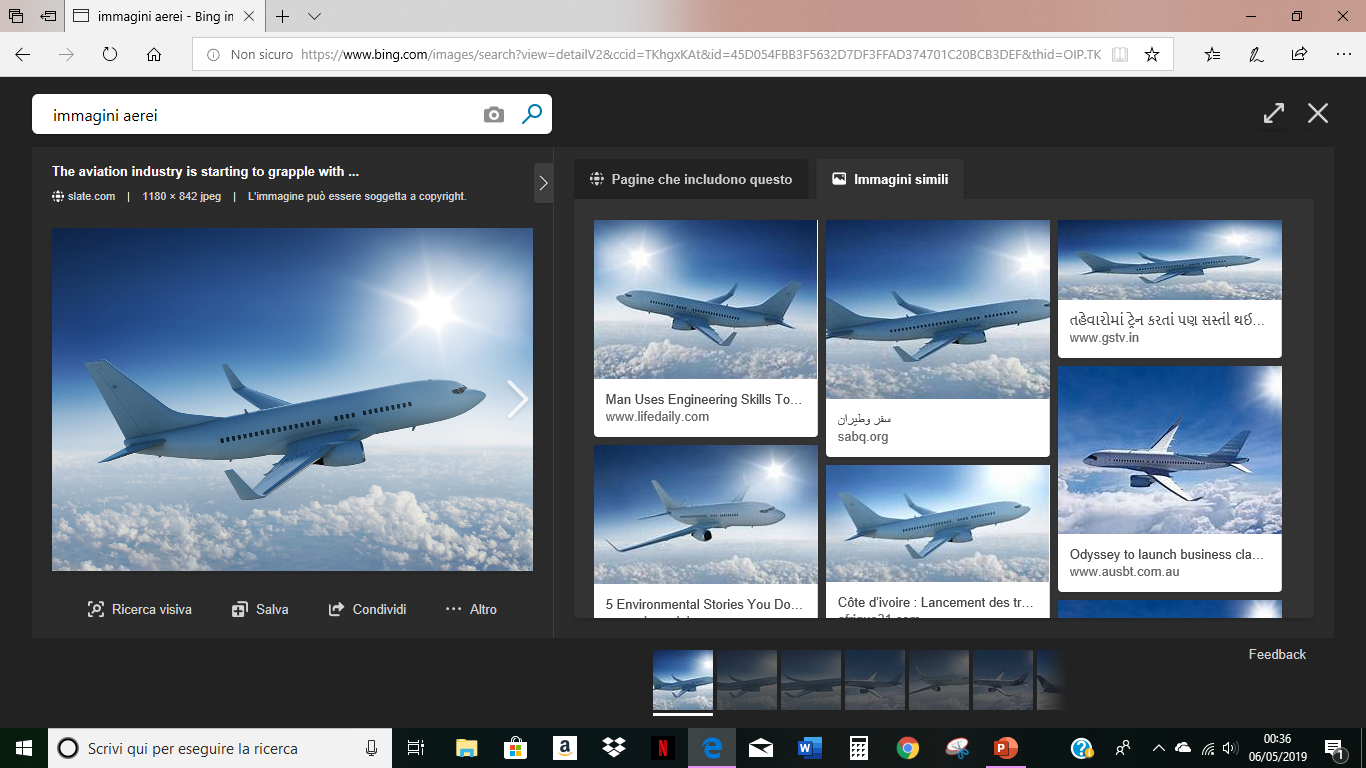 immagini aerei - Bing in
Non sicuro https://www.bing.com/images/search?view=detailV2&ccid=TKhgxKAt&id=45D054FBB3F5632D7DF3FFAD374701C20BCB3DEF&thid=OIP.TK
immagini aerei
The aviation industry is starting to grapple with ...
slate.com | 1180 × 842 jpeg | L'immagine può essere soggetta a copyright.
Ricerca visiva
Salva
Condividi
Altro
Pagine che includono questo
Immagini simili
Man Uses Engineering Skills To...
www.lifedaily.com
5 Environmental Stories You Do...
سفر وطيران
sabq.org
Côte d'ivoire : Lancement des tr...
afrique31.com
તહેવારોમાં ટ્રેન કરતાં પણ સસ્તી થઈ...
www.gstv.in
Odyssey to launch business cla...
www.ausbt.com.au
Feedback
Scrivi qui per eseguire la ricerca
00:36
06/05/2019
1